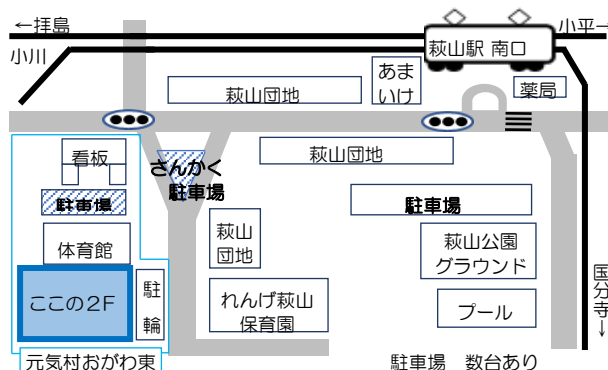 ←拝島
小平→
萩山駅 南口
小川
あま
いけ
薬局
萩山団地
看板
さんかく
駐車場
萩山団地
駐車場
駐車場
体育館
萩山
団地
萩山公園
グラウンド
ここの2F
駐
輪
れんげ萩山
保育園
プール
国分寺→
元気村おがわ東
駐車場 数台あり